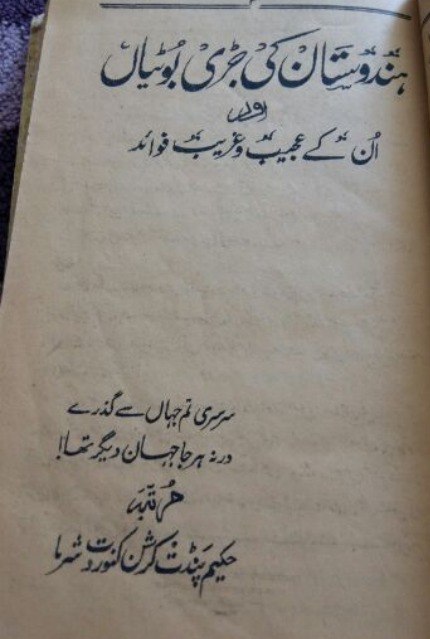 ہندوستان کی جڑی بوٹیاں
اور
اُن کے عجیب و غریب فوائد
سرسری تم جہاں سے گذرے
ورنہ ہر جا جہان دیگر تھا!
مرتبہ
حکیم پنڈت کرشن کنور دت شرما